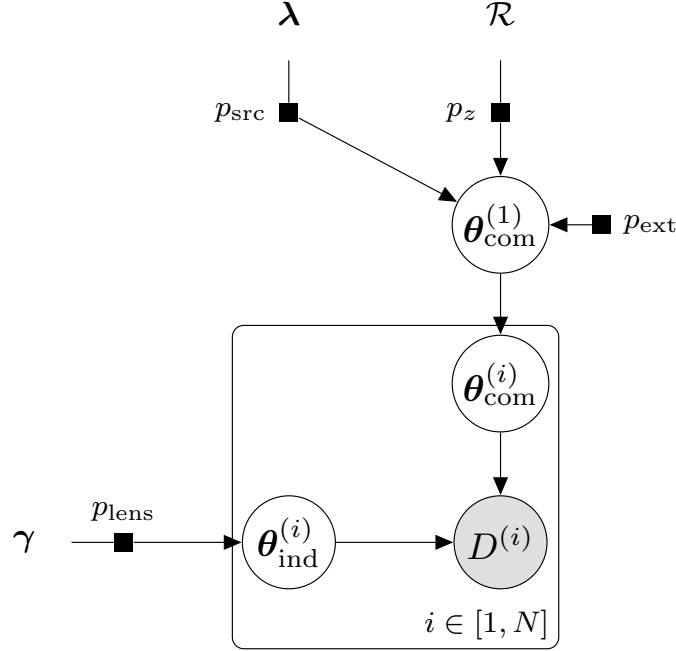 λ
ℛ
p_src
p_z
θ_com^(1)
p_ext
θ_com^(i)
p_lens
γ
θ_ind^(i)
D^(i)
i ∈ [1, N]